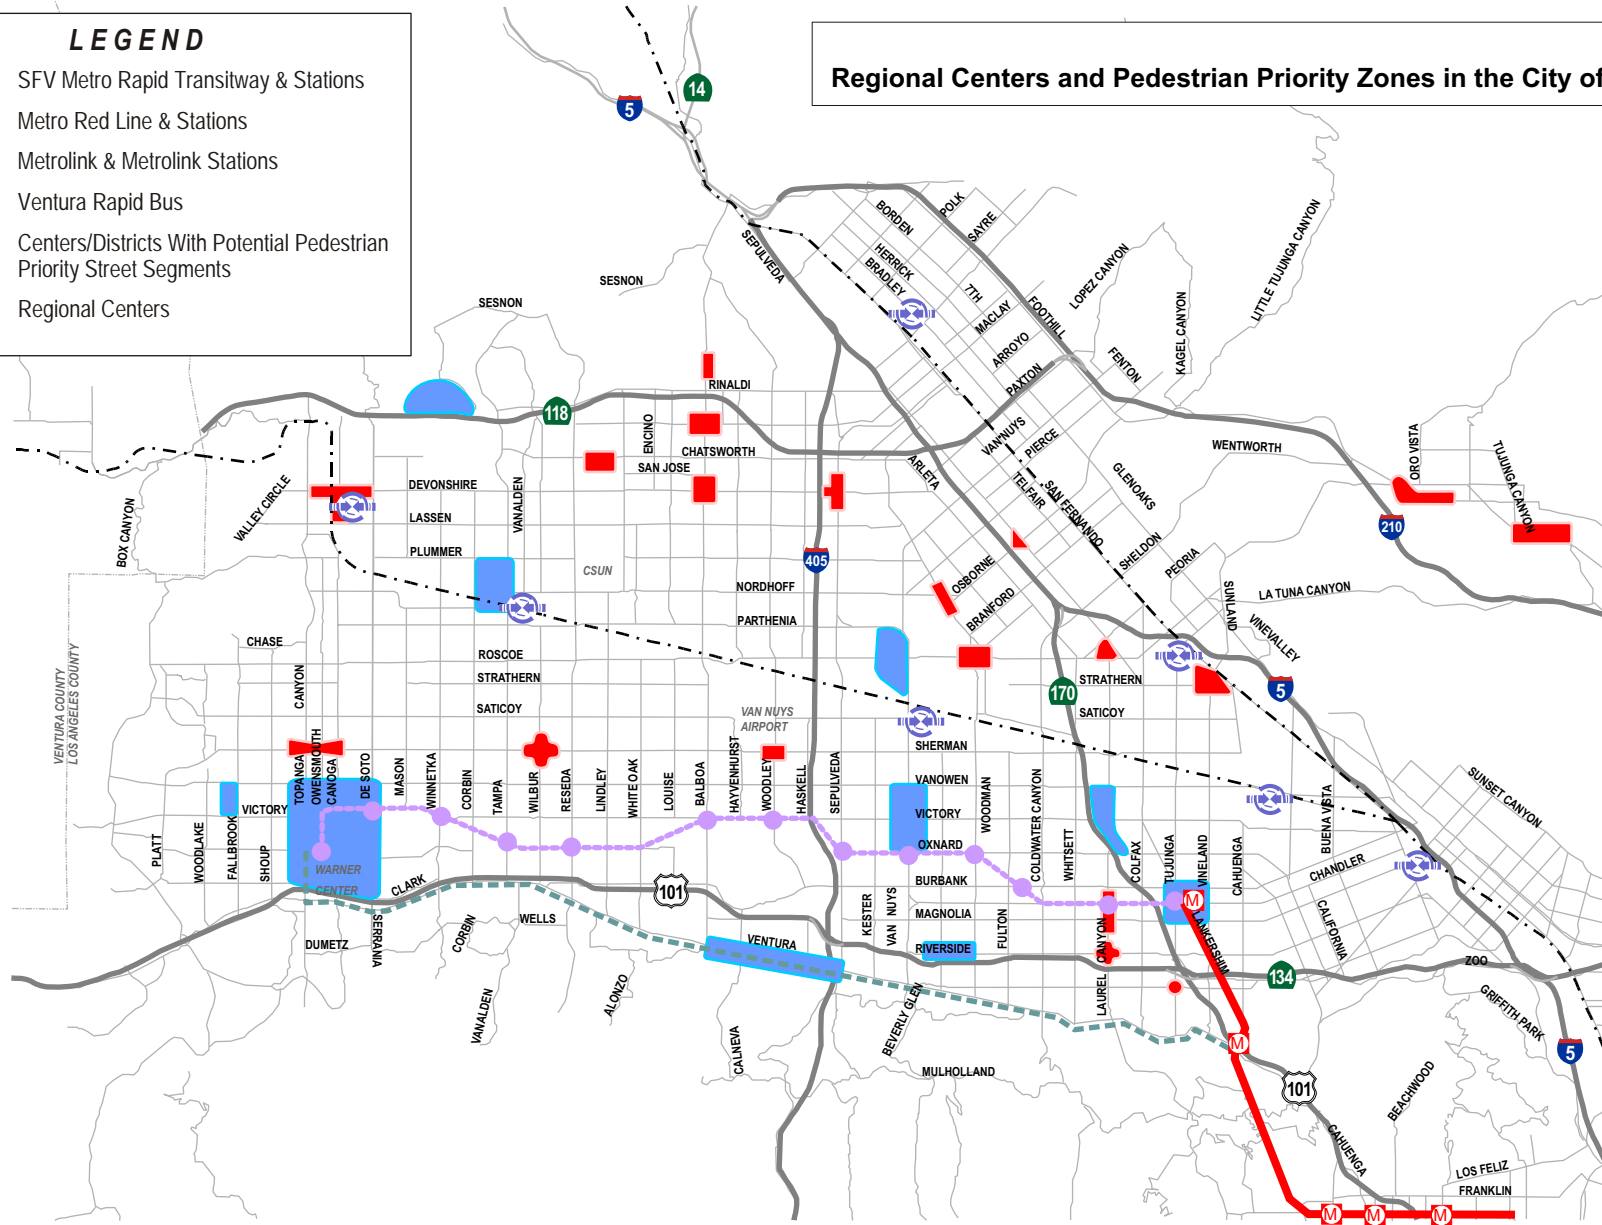 LEGEND
SFV Metro Rapid Transitway & Stations
Metro Red Line & Stations
Metrolink & Metrolink Stations
Ventura Rapid Bus
Centers/Districts With Potential Pedestrian
Priority Street Segments
Regional Centers
Regional Centers and Pedestrian Priority Zones in the City of
5
14
SEPULVEDA
BORDEN
POLK
SAYRE
HERRICK
BRADLEY
7TH
MACLAY
ARROYO
PAXTON
FOOTHILL
LOPEZ CANYON
FENTON
KAGEL CANYON
LITTLE TUJUNGA CANYON
SESNON
SESNON
RINALDI
118
ENCINO
CHATSWORTH
SAN JOSE
VAN NUYS
PIERCE
ARLETA
TELFAIR
SAN FERNANDO
GLENOAKS
WENTWORTH
ORO VISTA
TUJUNGA CANYON
210
BOX CANYON
VALLEY CIRCLE
DEVONSHIRE
LASSEN
PLUMMER
VANALDEN
405
CSUN
NORDHOFF
PARTHENIA
OSBORNE
BRANFORD
SHELDON
PEORIA
SUNLAND
LA TUNA CANYON
VINEVALLEY
VENTURA COUNTY
LOS ANGELES COUNTY
CHASE
CANYON
ROSCOE
STRATHERN
SATICOY
VAN NUYS
AIRPORT
170
STRATHERN
SATICOY
5
SHERMAN
VANOWEN
VICTORY
OXNARD
BURBANK
MAGNOLIA
RIVERSIDE
TOPANGA
OWENSMOUTH
CANOGA
DE SOTO
MASON
WINNETKA
CORBIN
TAMPA
WILBUR
RESEDA
LINDLEY
WHITE OAK
LOUISE
BALBOA
HAYVENHURST
WOODLEY
HASKELL
SEPULVEDA
WOODMAN
COLDWATER CANYON
WHITSETT
COLFAX
TUJUNGA
VINELAND
CAHUENGA
BUENA VISTA
SUNSET CANYON
CHANDLER
VICTORY
PLATT
WOODLAKE
FALLBROOK
SHOUP
WARNER
CENTER
CLARK
101
KESTER
VAN NUYS
FULTON
LAUREL CANYON
LANKERSHIM
M
CALIFORNIA
DUMETZ
SERRANIA
CORBIN
WELLS
VENTURA
134
ZOO
GRIFFITH PARK
VANALDEN
ALONZO
CALNEVA
BEVERLY GLEN
MULHOLLAND
M
101
5
BEACHWOOD
CAHUENGA
LOS FELIZ
FRANKLIN
M
M
M